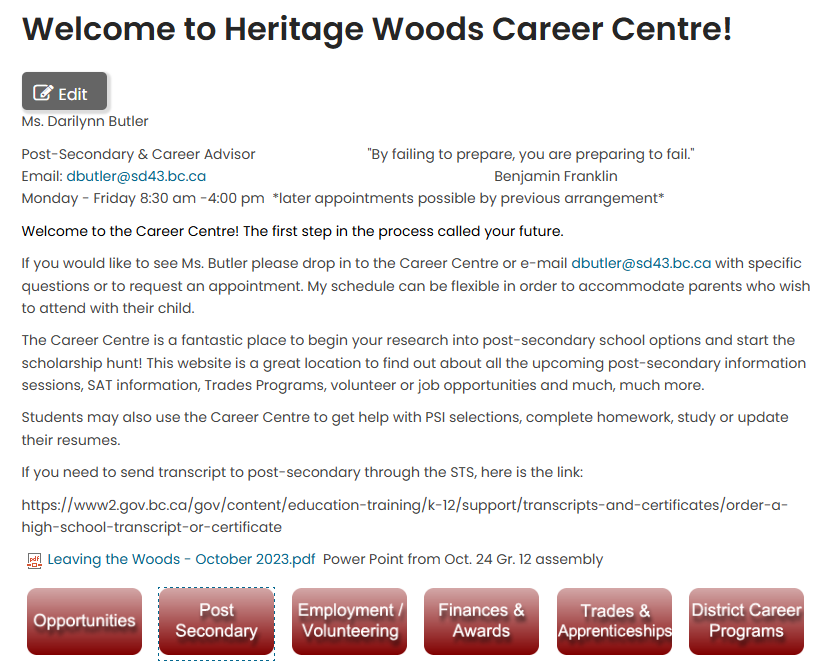 Welcome to Heritage Woods Career Centre!
Edit
Ms. Darilynn Butler
Post-Secondary & Career Advisor "By failing to prepare, you are preparing to fail."
Email: dbutler@sd43.bc.ca Benjamin Franklin
Monday - Friday 8:30 am -4:00 pm *later appointments possible by previous arrangement*
Welcome to the Career Centre! The first step in the process called your future.
If you would like to see Ms. Butler please drop in to the Career Centre or e-mail dbutler@sd43.bc.ca with specific
questions or to request an appointment. My schedule can be flexible in order to accommodate parents who wish
to attend with their child.
The Career Centre is a fantastic place to begin your research into post-secondary school options and start the
scholarship hunt! This website is a great location to find out about all the upcoming post-secondary information
sessions, SAT information, Trades Programs, volunteer or job opportunities and much, much more.
Students may also use the Career Centre to get help with PSI selections, complete homework, study or update
their resumes.
If you need to send transcript to post-secondary through the STS, here is the link:
https://www2.gov.bc.ca/gov/content/education-training/k-12/support/transcripts-and-certificates/order-a-
high-school-transcript-or-certificate
pdf Leaving the Woods - October 2023.pdf Power Point from Oct. 24 Gr. 12 assembly
Opportunities
Post
Secondary
Employment /
Volunteering
Finances &
Awards
Trades &
Apprenticeships
District Career
Programs